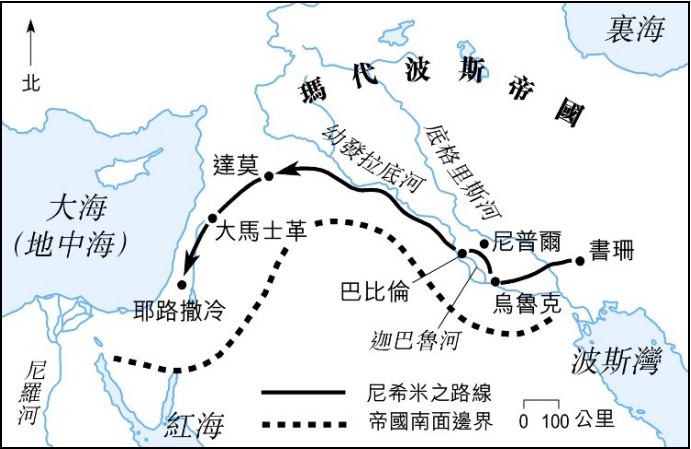 裏海
北
瑪代波斯帝國
幼發拉底河
底格里斯河
達莫
大海
(地中海)
大馬士革
尼普爾
書珊
巴比倫
烏魯克
耶路撒冷
迦巴魯河
波斯灣
尼羅河
紅海
尼希米之路線
帝國南面邊界
0 100 公里